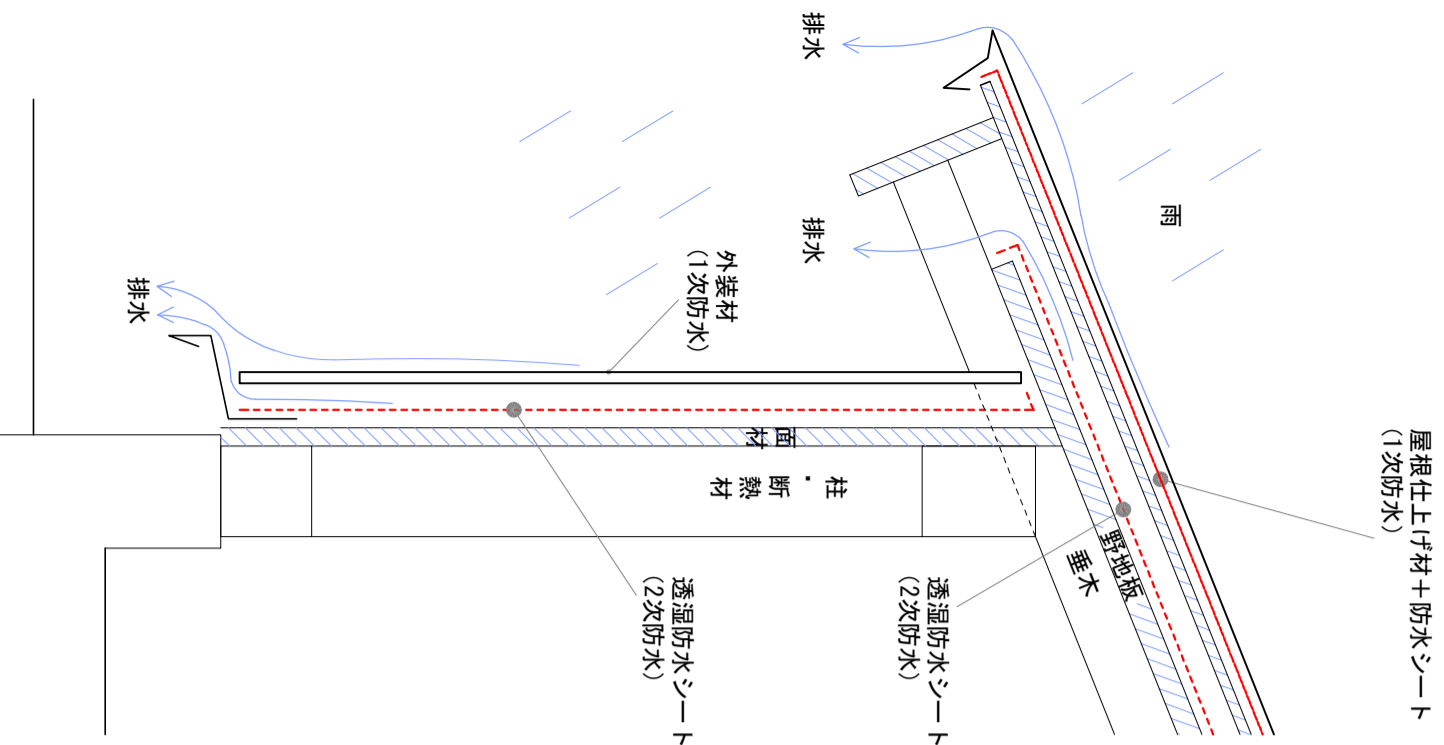 屋根仕上げ材＋防水シート
（1次防水）
雨
排水
排水
外装材
（1次防水）
排水
面材
柱・断熱材
野地板
垂木
透湿防水シート
（2次防水）
透湿防水シート
（2次防水）